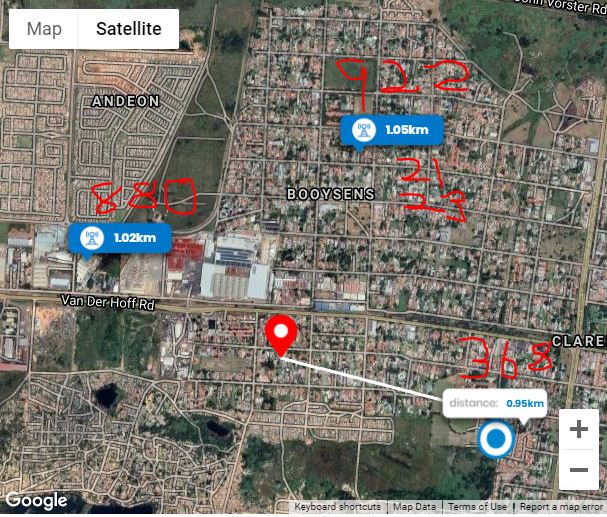 John Vorster Rd
Map Satellite
922
ANDEON
1.05km
21
880
BOOYSENS
23
1.02km
Van Der Hoff Rd
368
CLARE
distance: 0.95km
+
−
Google
Keyboard shortcuts Map Data Terms of Use Report a map error